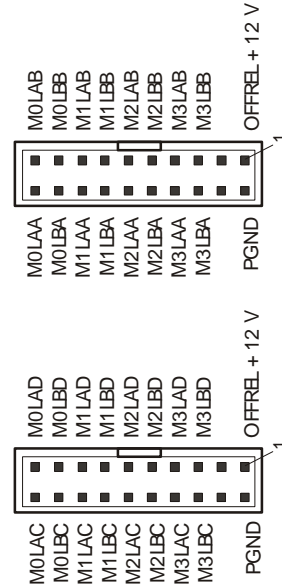 M0LAB
M0LBB
M1LAB
M1LBB
M2LAB
M2LBB
M3LAB
M3LBB
OFFREL + 12 V
1
M0LAA
M0LBA
M1LAA
M1LBA
M2LAA
M2LBA
M3LAA
M3LBA
PGND
M0LAD
M0LBD
M1LAD
M1LBD
M2LAD
M2LBD
M3LAD
M3LBD
OFFREL + 12 V
1
M0LAC
M0LBC
M1LAC
M1LBC
M2LAC
M2LBC
M3LAC
M3LBC
PGND